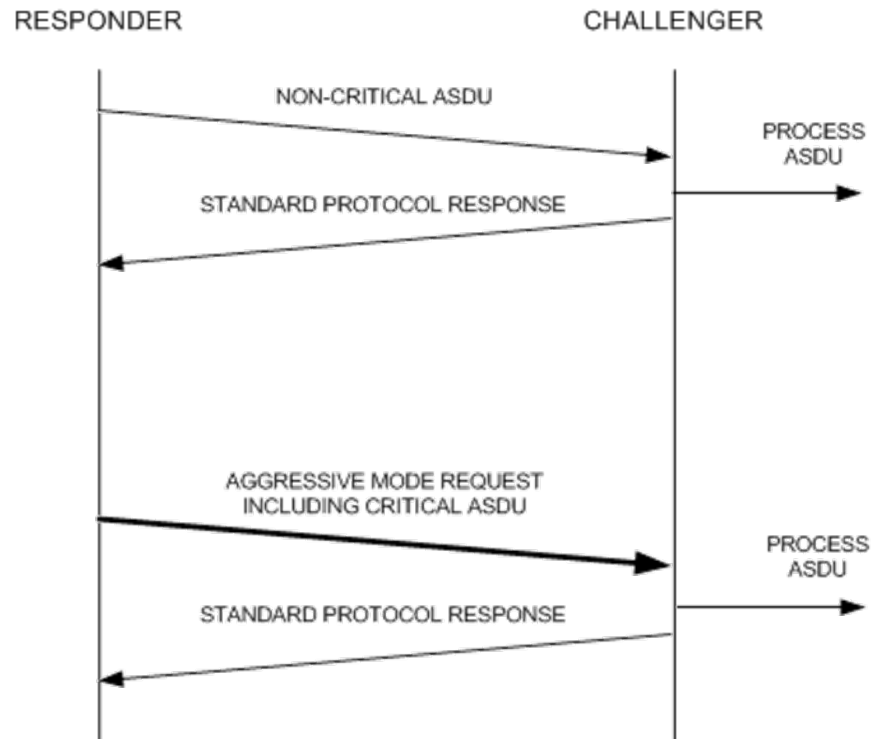 RESPONDER
CHALLENGER
NON-CRITICAL ASDU
PROCESS
ASDU
STANDARD PROTOCOL RESPONSE
AGGRESSIVE MODE REQUEST
INCLUDING CRITICAL ASDU
PROCESS
ASDU
STANDARD PROTOCOL RESPONSE